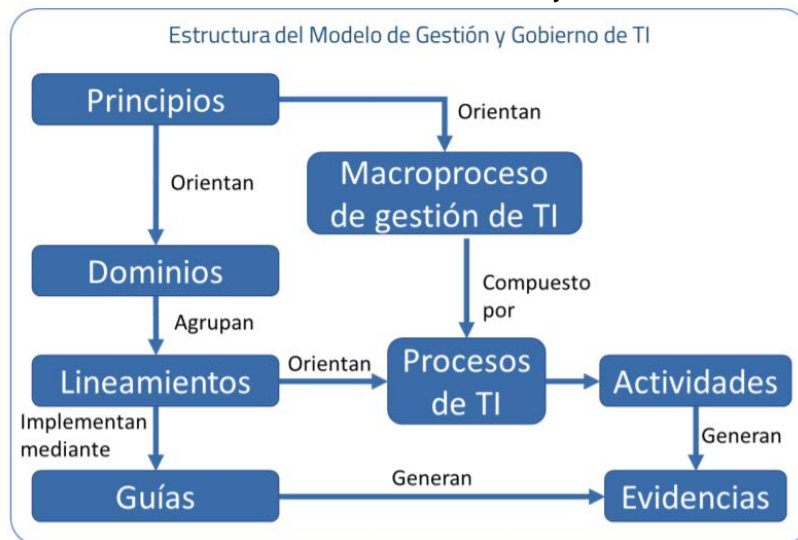 Estructura del Modelo de Gestión y Gobierno de TI
Principios
Orientan
Orientan
Macroproceso
de gestión de TI
Dominios
Compuesto
por
Agrupan
Lineamientos
Orientan
Procesos
de TI
Actividades
Implementan
mediante
Generan
Guías
Generan
Evidencias